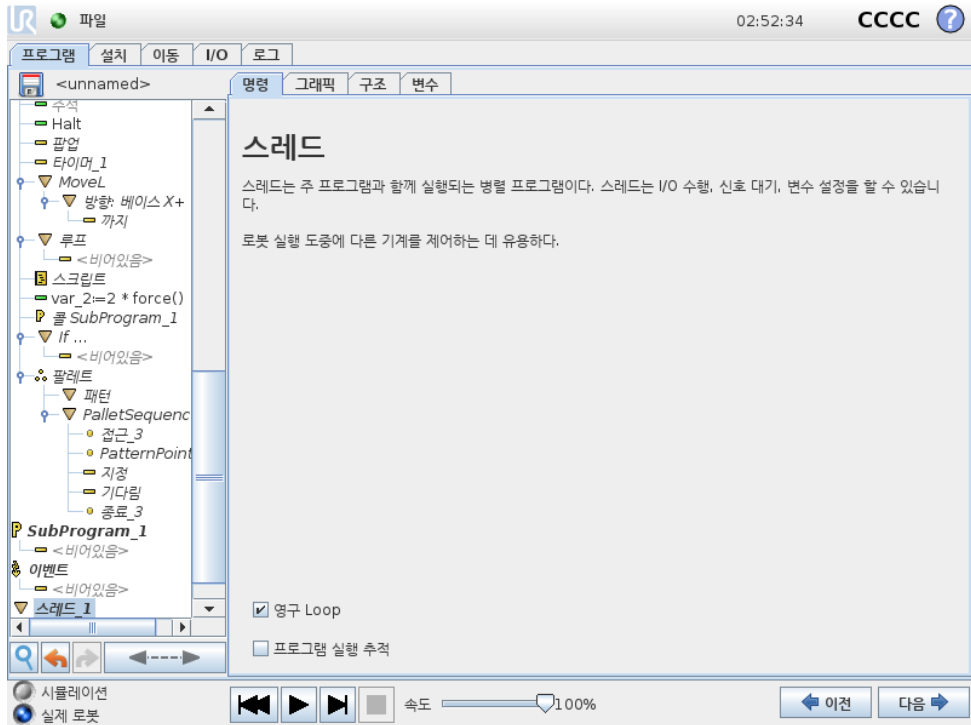 UR 파일 02:52:34 CCCC ?
프로그램 설치 이동 I/O 로그
<unnamed> 명령 그래픽 구조 변수
주석
Halt
팝업
타이머_1
MoveL
방향: 베이스 X+
까지
루프
<비어있음>
스크립트
var_2:=2 * force()
콜 SubProgram_1
If ...
<비어있음>
팔레트
패턴
PalletSequenc
접근_3
PatternPoint
지정
기다림
종료_3
SubProgram_1
<비어있음>
이벤트
<비어있음>
스레드_1
스레드
스레드는 주 프로그램과 함께 실행되는 병렬 프로그램이다. 스레드는 I/O 수행, 신호 대기, 변수 설정을 할 수 있습니
다.
로봇 실행 도중에 다른 기계를 제어하는 데 유용하다.
영구 Loop
프로그램 실행 추적
시뮬레이션
실제 로봇
속도 100%
이전 다음